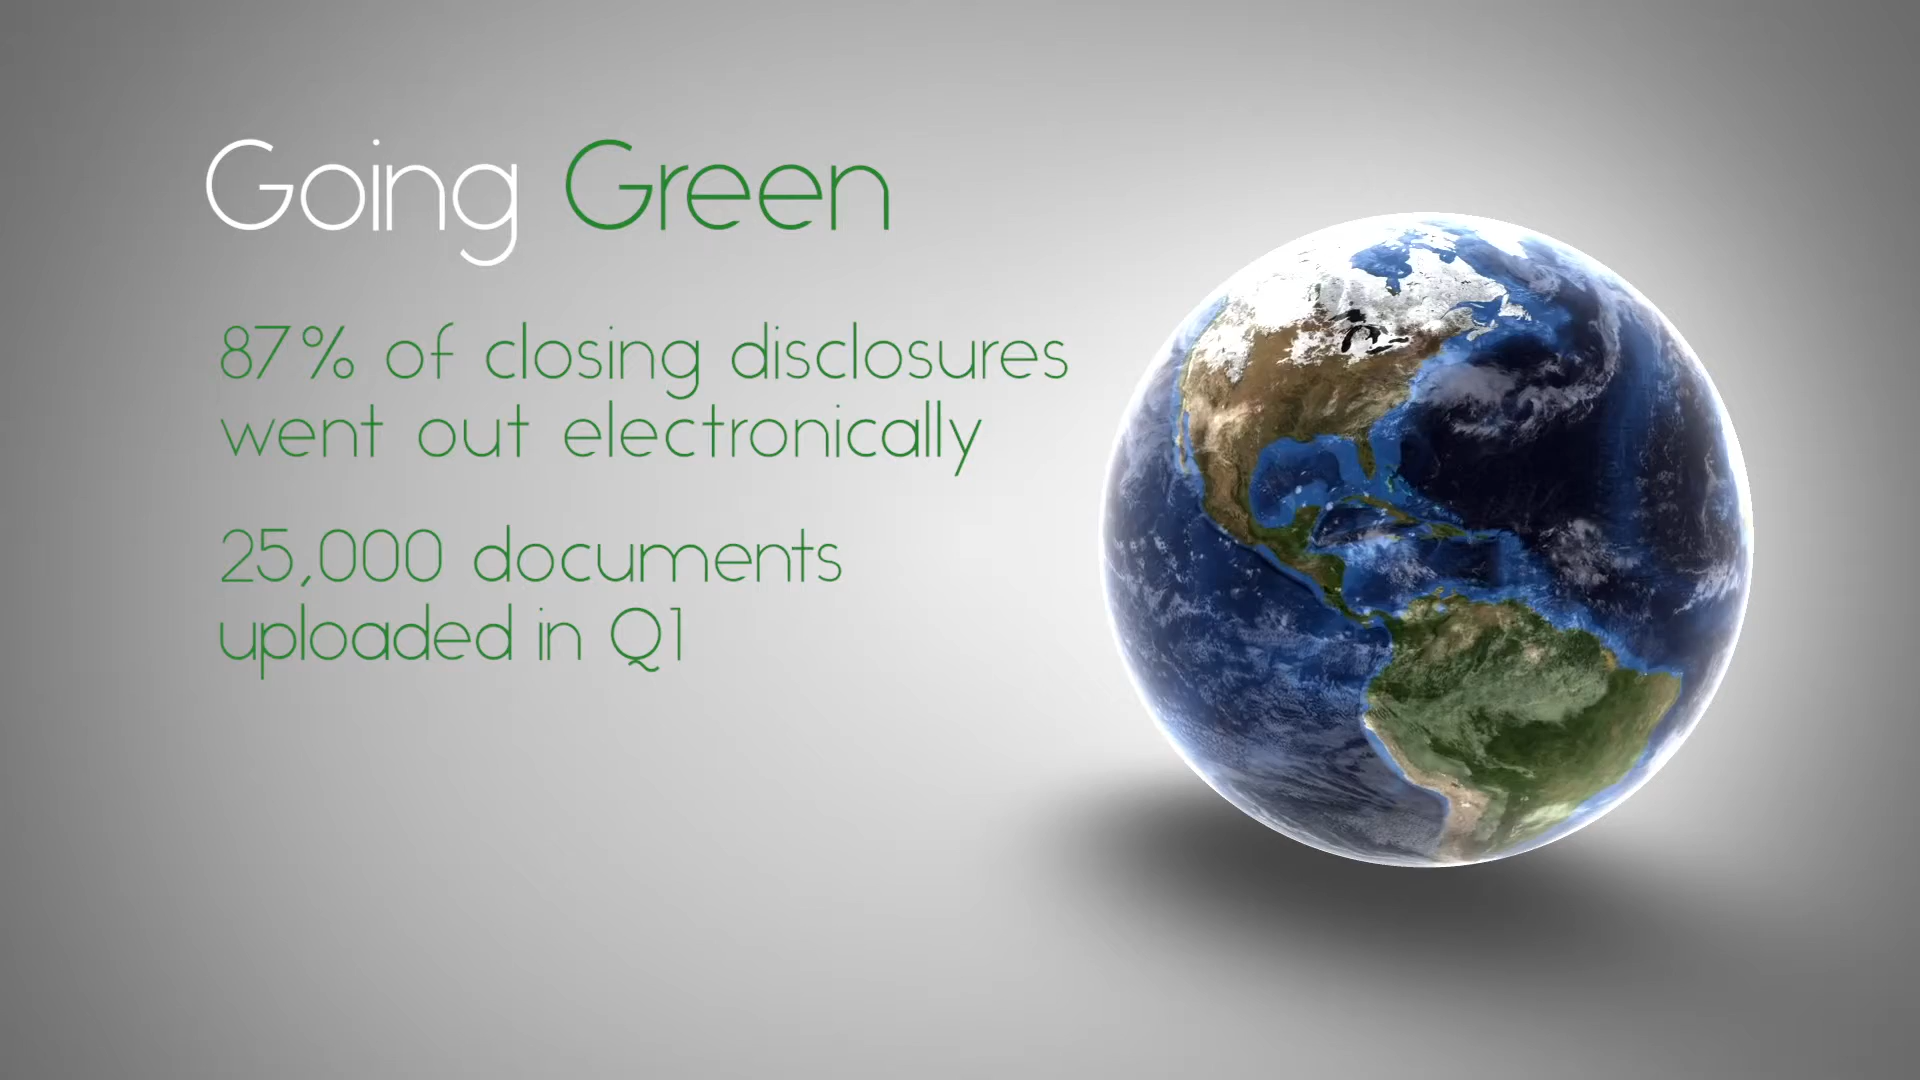 Going Green
87% of closing disclosures
went out electronically
25,000 documents
uploaded in Q1